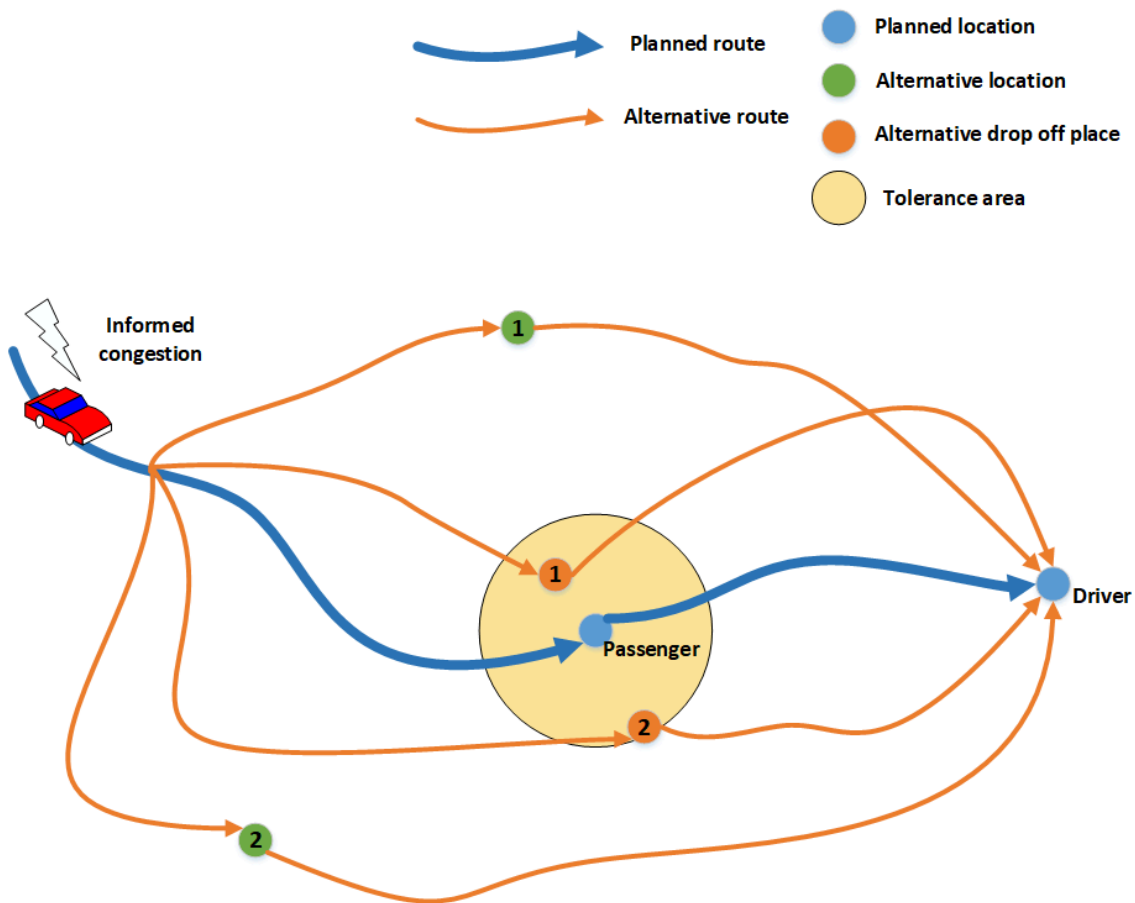 Planned route
Alternative route
Planned location
Alternative location
Alternative drop off place
Tolerance area
Informed
congestion
1
1
Passenger
Driver
2
2